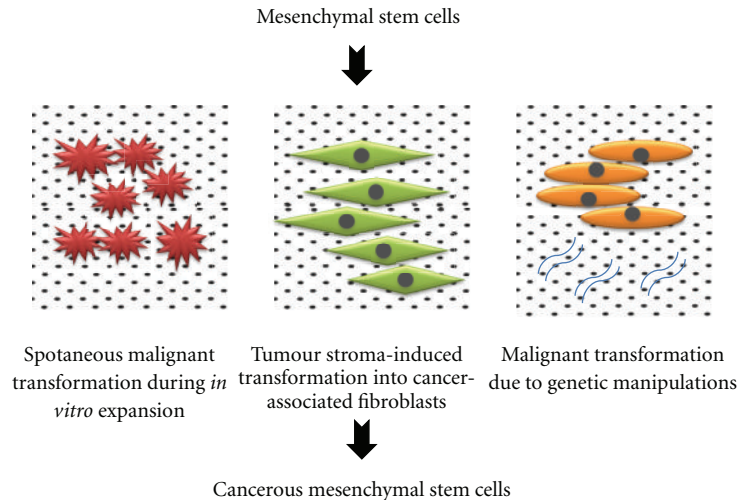 Mesenchymal stem cells
Spotaneous malignant
transformation during in
vitro expansion
Tumour stroma-induced
transformation into cancer-
associated fibroblasts
Malignant transformation
due to genetic manipulations
Cancerous mesenchymal stem cells